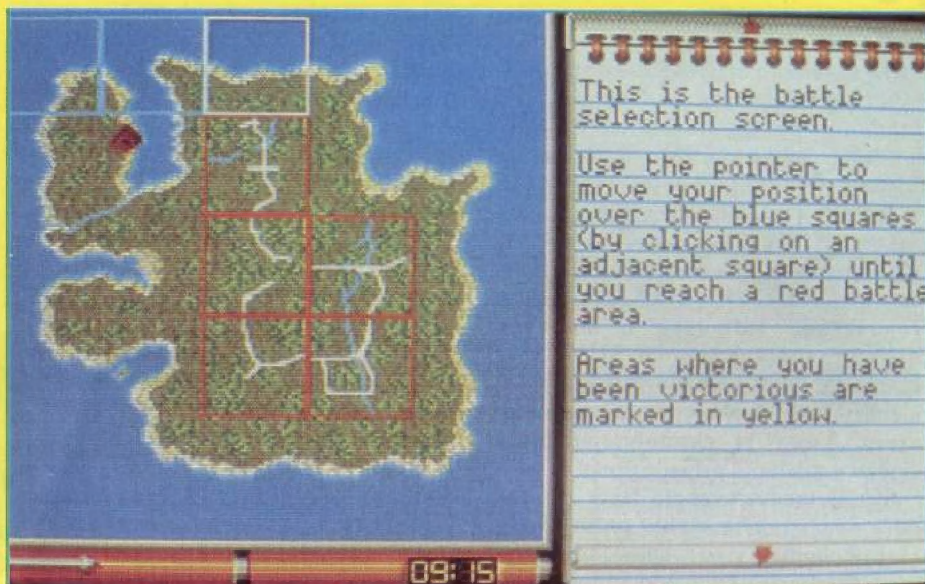 This is the battle
selection screen.
Use the pointer to
move your position
over the blue squares
(by clicking on an
adjacent square) until
you reach a red battle
area.
Areas where you have
been victorious are
marked in yellow.
09:15